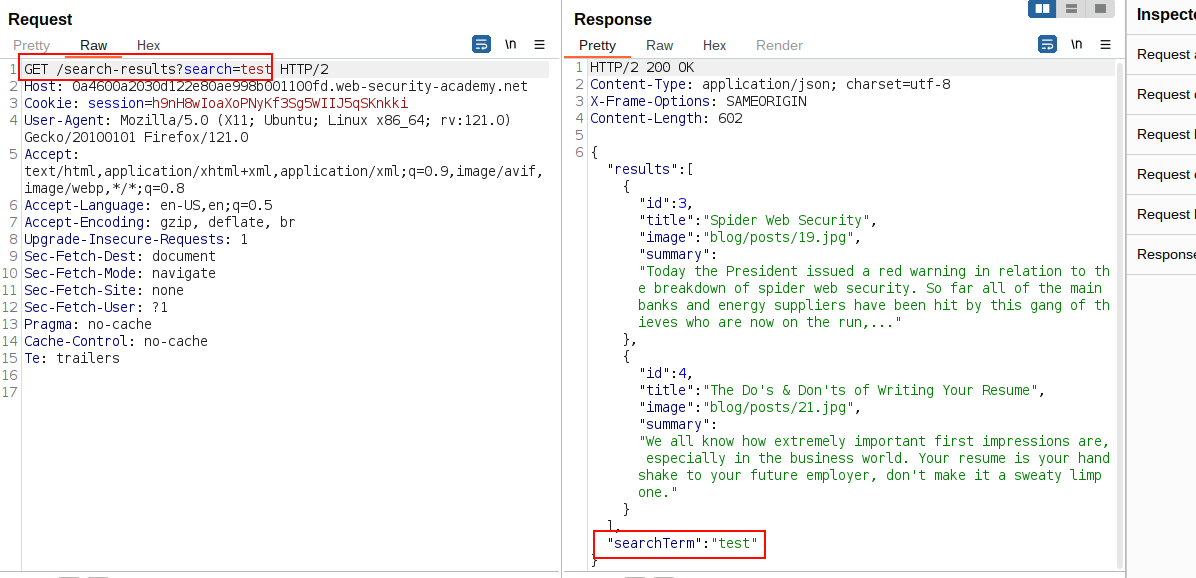 Request
Pretty Raw Hex \n
1 GET /search-results?search=test HTTP/2
2 Host: 0a4600a2030d122e80ae998b001100fd.web-security-academy.net
3 Cookie: session=h9nH8wIoaXoPNyKf3Sg5WIIJ5qSKnkki
4 User-Agent: Mozilla/5.0 (X11; Ubuntu; Linux x86_64; rv:121.0)
Gecko/20100101 Firefox/121.0
5 Accept:
text/html,application/xhtml+xml,application/xml;q=0.9,image/avif,
image/webp,*/*;q=0.8
6 Accept-Language: en-US,en;q=0.5
7 Accept-Encoding: gzip, deflate, br
8 Upgrade-Insecure-Requests: 1
9 Sec-Fetch-Dest: document
10 Sec-Fetch-Mode: navigate
11 Sec-Fetch-Site: none
12 Sec-Fetch-User: ?1
13 Pragma: no-cache
14 Cache-Control: no-cache
15 Te: trailers
16
17
Response
Pretty Raw Hex Render \n
1 HTTP/2 200 OK
2 Content-Type: application/json; charset=utf-8
3 X-Frame-Options: SAMEORIGIN
4 Content-Length: 602
5
6 {
"results":[
{
"id":3,
"title":"Spider Web Security",
"image":"blog/posts/19.jpg",
"summary":
"Today the President issued a red warning in relation to th
e breakdown of spider web security. So far all of the main
banks and energy suppliers have been hit by this gang of th
ieves who are now on the run,..."
},
{
"id":4,
"title":"The Do's & Don'ts of Writing Your Resume",
"image":"blog/posts/21.jpg",
"summary":
"We all know how extremely important first impressions are,
especially in the business world. Your resume is your hand
shake to your future employer, don't make it a sweaty limp
one."
}
],
"searchTerm":"test"
}
Inspecto
Request a
Request
Request
Request
Request
Response